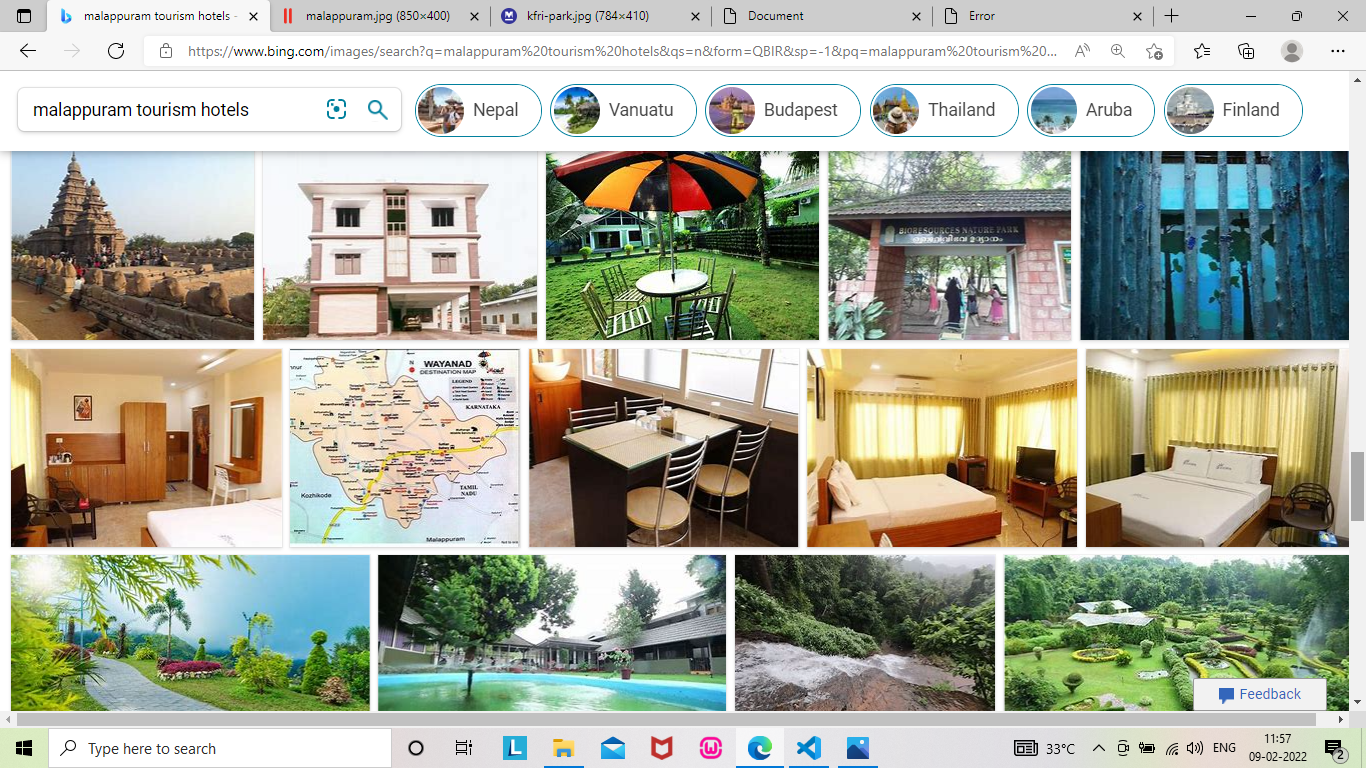 malappuram tourism hotels -
malappuram.jpg (850×400)
kfri-park.jpg (784×410)
Document
Error
https://www.bing.com/images/search?q=malappuram%20tourism%20hotels&qs=n&form=QBIR&sp=-1&pq=malappuram%20tourism%20...
malappuram tourism hotels
Nepal
Vanuatu
Budapest
Thailand
Aruba
Finland
BIORESOURCES NATURE PARK
ജൈവവിഭവ ഉദ്യാനം
WAYANAD
DESTINATION MAP
LEGEND
KARNATAKA
TAMIL
NADU
Kozhikode
Malappuram
Feedback
Type here to search
33°C
ENG
11:57
09-02-2022
2